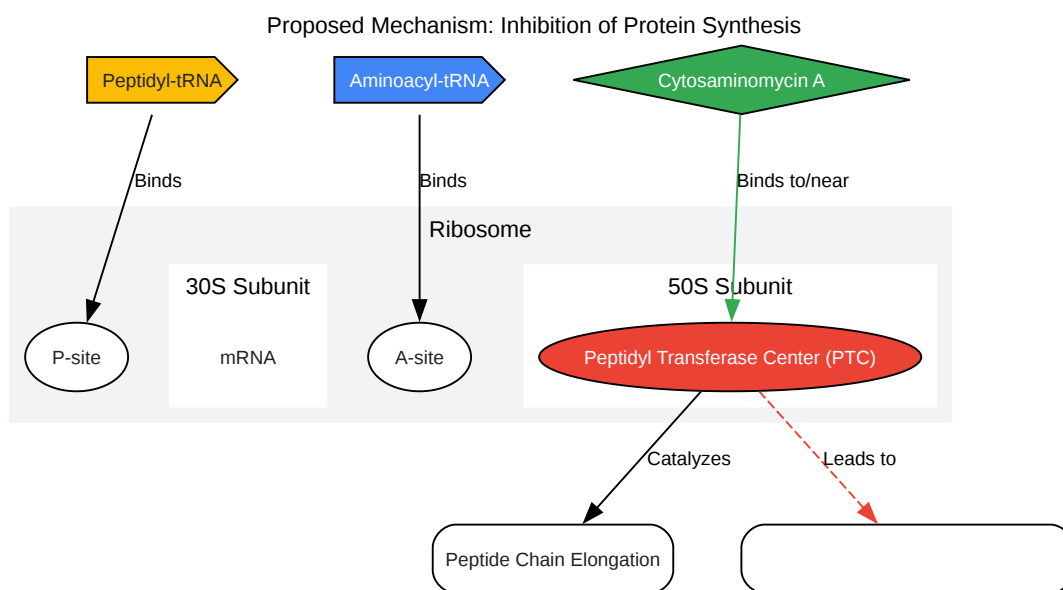 Proposed Mechanism: Inhibition of Protein Synthesis
Peptidyl-tRNA
Aminoacyl-tRNA
Cytosaminomycin A
Binds
Binds
Binds to/near
Ribosome
30S Subunit
50S Subunit
P-site
mRNA
A-site
Peptidyl Transferase Center (PTC)
Catalyzes
Leads to
Peptide Chain Elongation